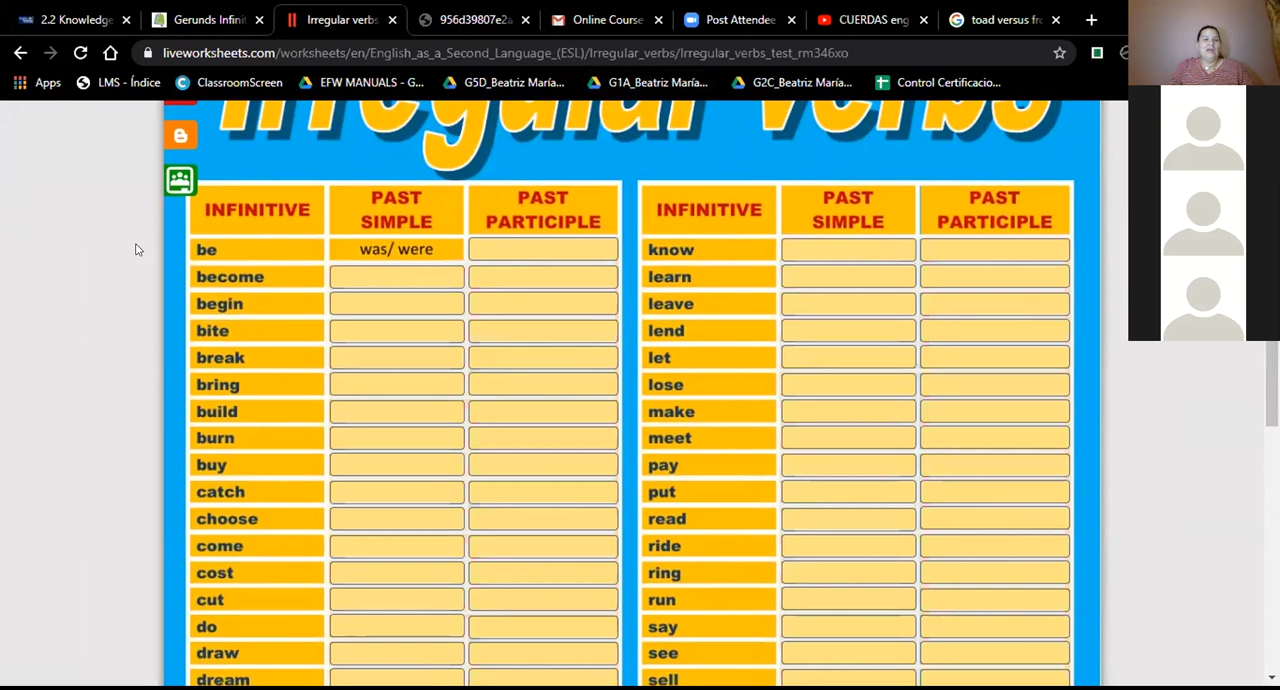 2.2 Knowledge
Gerunds Infinit
Irregular verbs
956d39807e2a
Online Course
Post Attendee
CUERDAS eng
toad versus fro
liveworksheets.com/worksheets/en/English_as_a_Second_Language_(ESL)/Irregular_verbs/Irregular_verbs_test_rm346xo
Apps
LMS - Índice
ClassroomScreen
EFW MANUALS - G...
G5D_Beatriz María...
G1A_Beatriz María...
G2C_Beatriz María...
Control Certificacio...
Irregular verbs
INFINITIVE PAST SIMPLE PAST PARTICIPLE
be was/ were
become
begin
bite
break
bring
build
burn
buy
catch
choose
come
cost
cut
do
draw
dream
INFINITIVE PAST SIMPLE PAST PARTICIPLE
know
learn
leave
lend
let
lose
make
meet
pay
put
read
ride
ring
run
say
see
sell